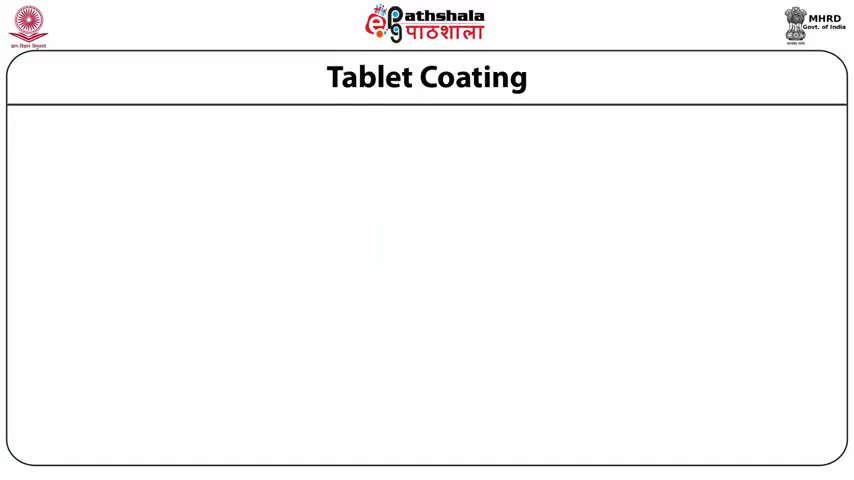 ePathshala
पाठशाला
MHRD
Govt. of India
Tablet Coating